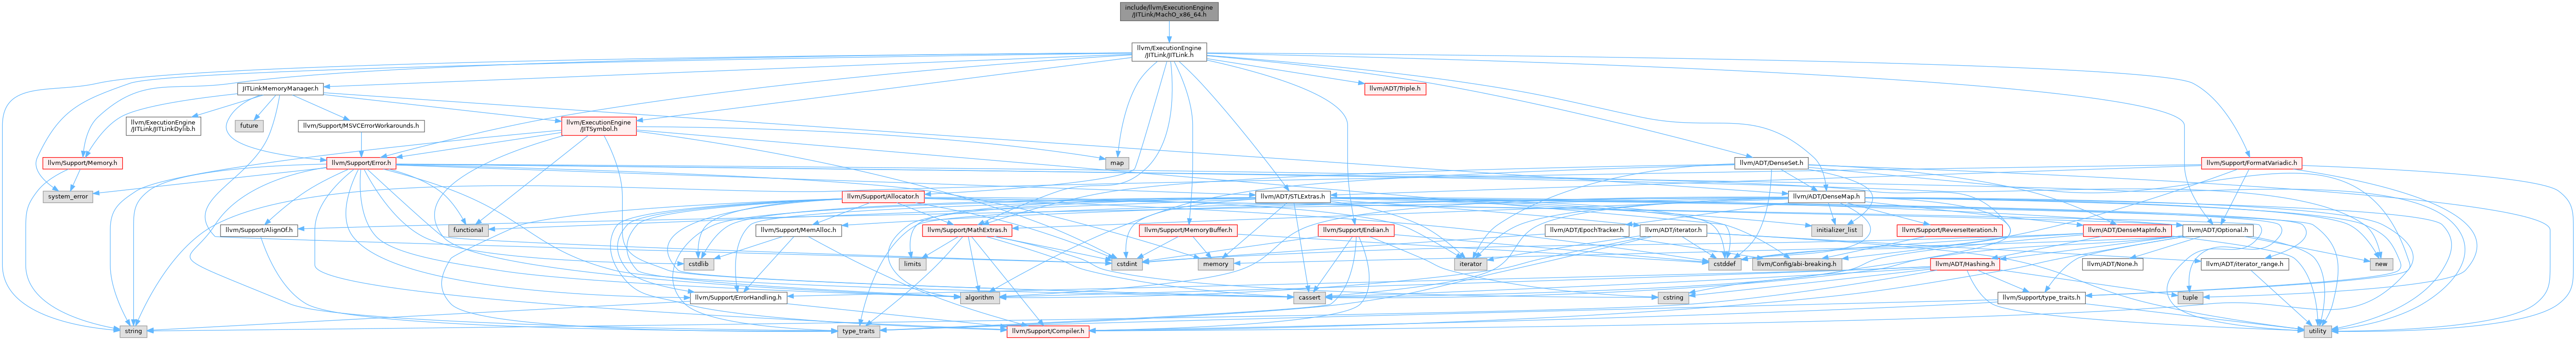 include/llvm/ExecutionEngine
/JITLink/MachO_x86_64.h
llvm/ExecutionEngine
/JITLink/JITLink.h
JITLinkMemoryManager.h
llvm/ADT/Triple.h
llvm/ExecutionEngine
/JITLink/JITLinkDylib.h
future
llvm/Support/MSVCErrorWorkarounds.h
llvm/ExecutionEngine
/JITSymbol.h
llvm/Support/Memory.h
llvm/Support/Error.h
map
llvm/ADT/DenseSet.h
llvm/Support/FormatVariadic.h
system_error
llvm/Support/Allocator.h
llvm/ADT/STLExtras.h
llvm/ADT/DenseMap.h
llvm/Support/AlignOf.h
functional
llvm/Support/MemAlloc.h
llvm/Support/MathExtras.h
llvm/Support/MemoryBuffer.h
llvm/Support/Endian.h
llvm/ADT/EpochTracker.h
llvm/ADT/iterator.h
initializer_list
llvm/Support/ReverseIteration.h
llvm/ADT/DenseMapInfo.h
llvm/ADT/Optional.h
cstdlib
limits
cstdint
memory
iterator
cstddef
llvm/Config/abi-breaking.h
llvm/ADT/Hashing.h
llvm/ADT/None.h
llvm/ADT/iterator_range.h
new
llvm/Support/ErrorHandling.h
algorithm
cassert
cstring
llvm/Support/type_traits.h
tuple
string
type_traits
llvm/Support/Compiler.h
utility